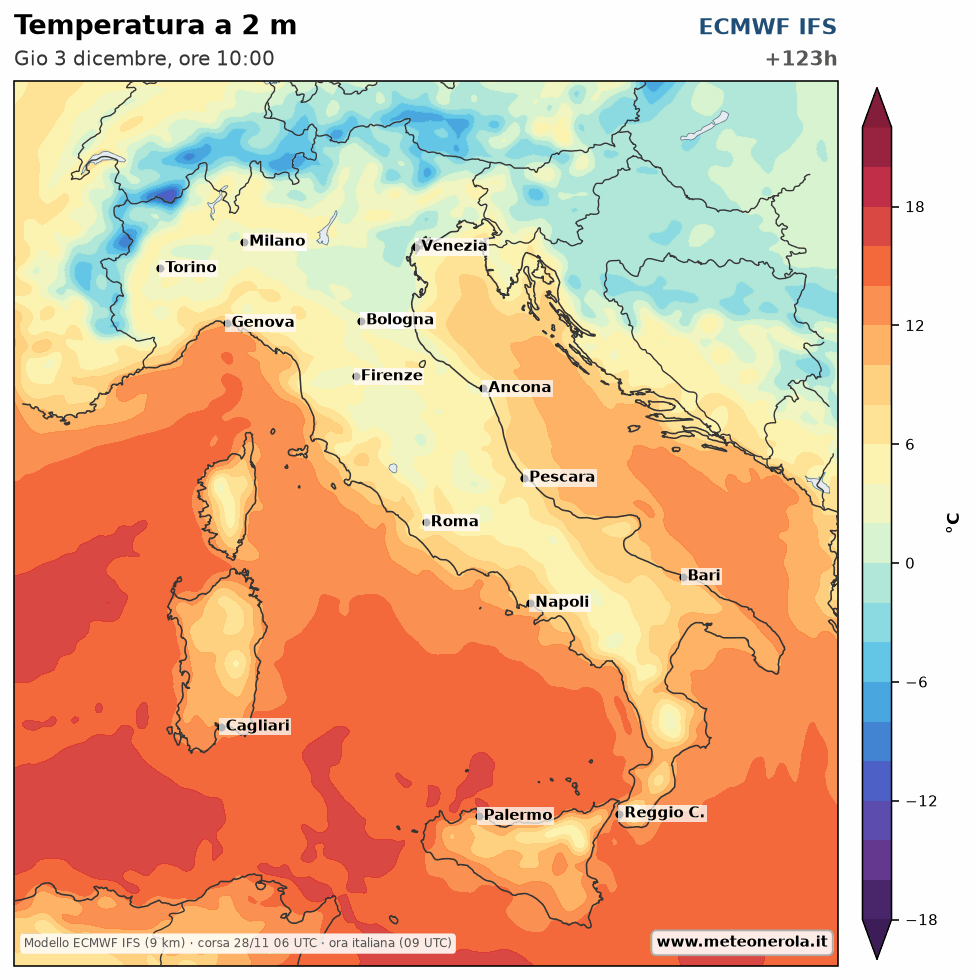 Temperatura a 2 m
ECMWF IFS
Gio 3 dicembre, ore 10:00
+123h
Milano
Venezia
Torino
Genova
Bologna
Firenze
Ancona
Pescara
Roma
Bari
Napoli
Cagliari
Palermo
Reggio C.
18
12
6
0
−6
−12
−18
°C
Modello ECMWF IFS (9 km) · corsa 28/11 06 UTC · ora italiana (09 UTC)
www.meteonerola.it